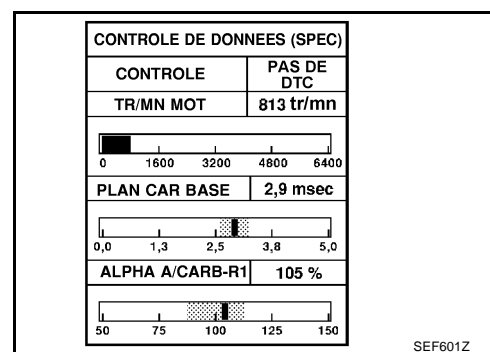 CONTROLE DE DONNEES (SPEC)
CONTROLE PAS DE DTC
TR/MN MOT 813 tr/mn
0 1600 3200 4800 6400
PLAN CAR BASE 2,9 msec
0,0 1,3 2,5 3,8 5,0
ALPHA A/CARB-R1 105 %
50 75 100 125 150
SEF601Z